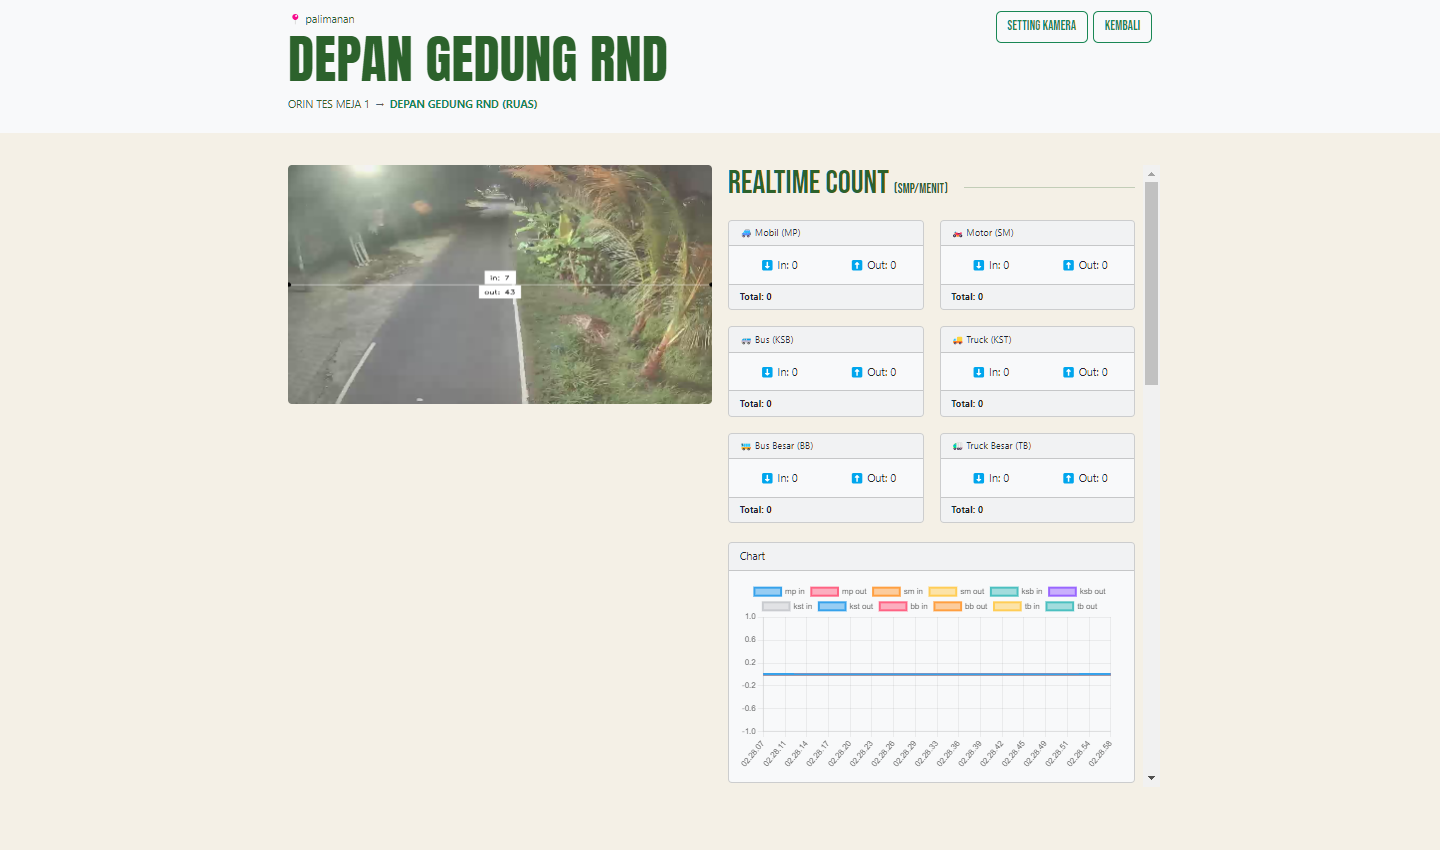 palimanan
SETTING KAMERA
KEMBALI
DEPAN GEDUNG RND
ORIN TES MEJA 1 → DEPAN GEDUNG RND (RUAS)
in: 7
out: 43
REALTIME COUNT (SMP/MENIT)
Mobil (MP)
In: 0
Out: 0
Total: 0
Motor (SM)
In: 0
Out: 0
Total: 0
Bus (KSB)
In: 0
Out: 0
Total: 0
Truck (KST)
In: 0
Out: 0
Total: 0
Bus Besar (BB)
In: 0
Out: 0
Total: 0
Truck Besar (TB)
In: 0
Out: 0
Total: 0
Chart
mp in
mp out
sm in
sm out
ksb in
ksb out
kst in
kst out
bb in
bb out
tb in
tb out
1.0
0.6
0.2
-0.2
-0.6
-1.0
02.28.07
02.28.11
02.28.14
02.28.17
02.28.20
02.28.23
02.28.26
02.28.29
02.28.33
02.28.36
02.28.39
02.28.42
02.28.45
02.28.49
02.28.51
02.28.54
02.28.58